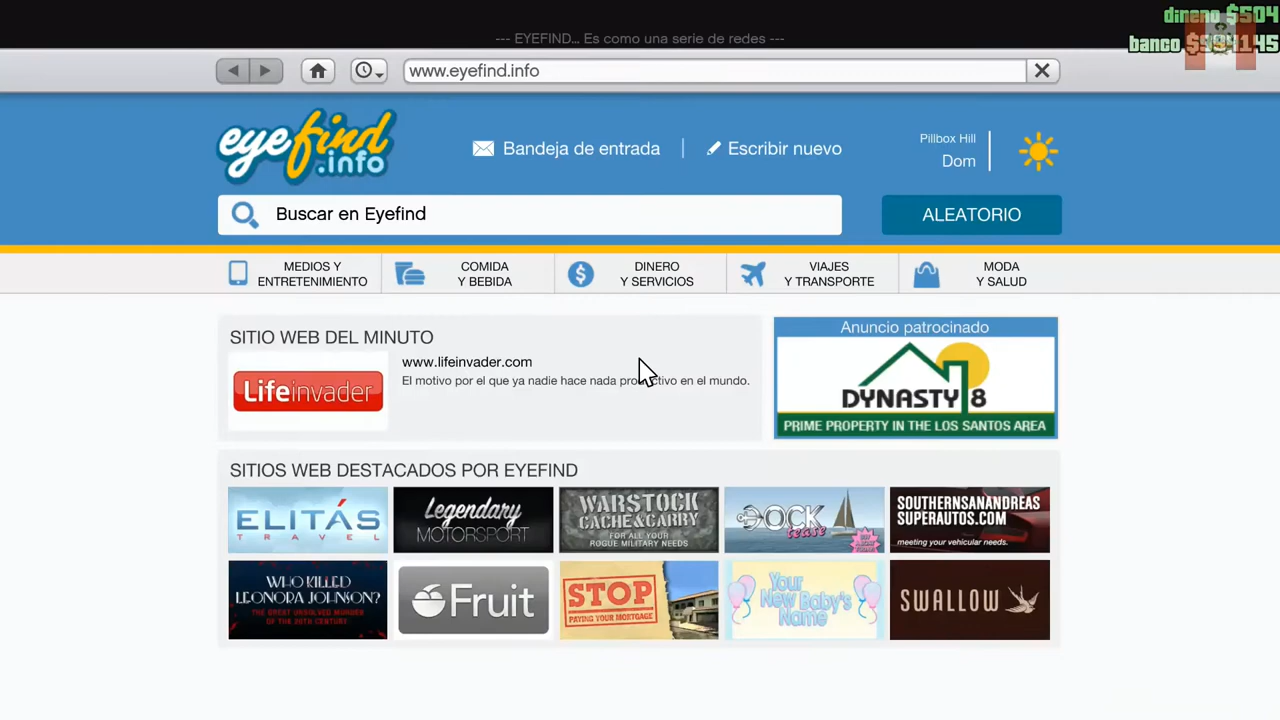 dinero $504
--- EYEFIND... Es como una serie de redes ---
banco
www.eyefind.info
eyefind
.info
Bandeja de entrada
Escribir nuevo
Pillbox Hill
Dom
Buscar en Eyefind
ALEATORIO
MEDIOS Y
ENTRETENIMIENTO
COMIDA
Y BEBIDA
DINERO
Y SERVICIOS
VIAJES
Y TRANSPORTE
MODA
Y SALUD
SITIO WEB DEL MINUTO
Lifeinvader
www.lifeinvader.com
El motivo por el que ya nadie hace nada productivo en el mundo.
Anuncio patrocinado
DYNASTY 8
PRIME PROPERTY IN THE LOS SANTOS AREA
SITIOS WEB DESTACADOS POR EYEFIND
ELITÁS
TRAVEL
Legendary
MOTORSPORT
WARSTOCK
CACHE & CARRY
FOR ALL YOUR
ROGUE MILITARY NEEDS
DOCK
tease
SOUTHERNSANANDREAS
SUPERAUTOS.COM
meeting your vehicular needs.
WHO KILLED
LEONORA JOHNSON?
THE GREAT UNSOLVED MURDER
OF THE 20TH CENTURY
Fruit
STOP
PAYING YOUR MORTGAGE
Your
New Baby's
Name
SWALLOW